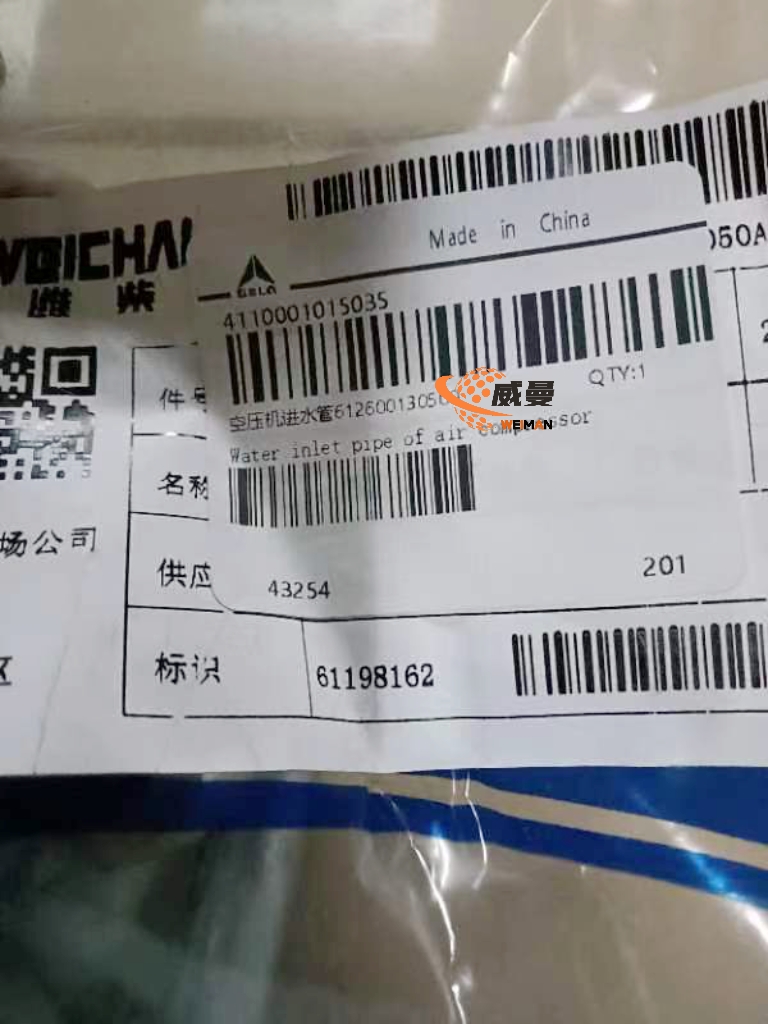 WEICHAI
潍柴
Made in China
050A
SDLG
4110001015035
QTY:1
空压机进水管6126001305
Water inlet pipe of air compressor
威曼
WEMAN
件号
名称
场公司
供应
43254
201
区
标识
61198162